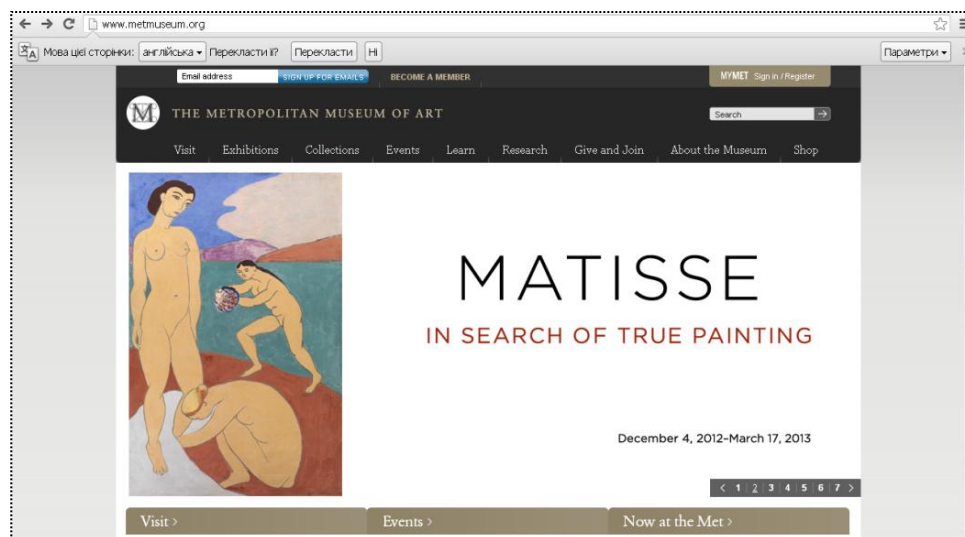 www.metmuseum.org
Мова цієї сторінки: англійська Перекласти її? Перекласти Ні Параметри
Email address SIGN UP FOR EMAILS BECOME A MEMBER MYMET Sign in / Register
THE METROPOLITAN MUSEUM OF ART Search
Visit Exhibitions Collections Events Learn Research Give and Join About the Museum Shop
MATISSE
IN SEARCH OF TRUE PAINTING
December 4, 2012–March 17, 2013
< 1 2 3 4 5 6 7 >
Visit > Events > Now at the Met >